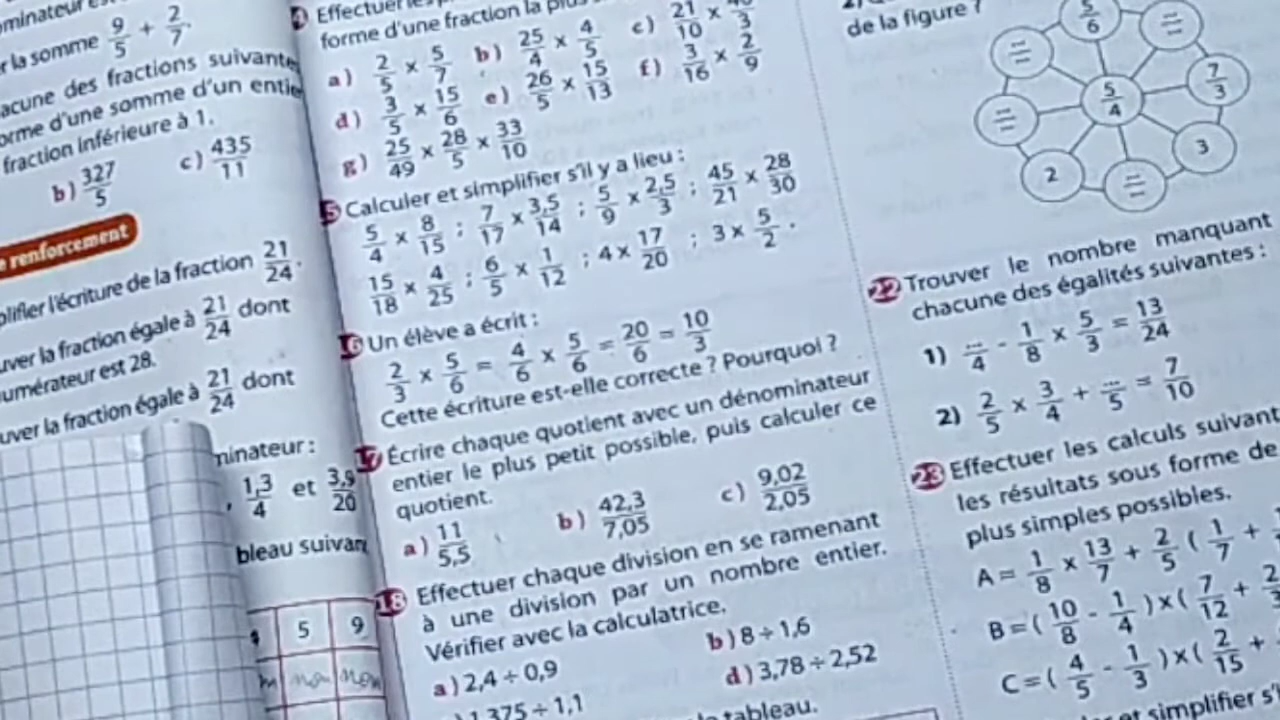 la somme 9/5 + 2/7.
des fractions suivante
d'une somme d'un entie
fraction inférieure à 1.
b) 327/5 c) 435/11
renforcement
l'écriture de la fraction 21/24.
la fraction égale à 21/24 dont
est 28.
la fraction égale à 21/24 dont
1,3/4 et 3,9/20
5 9
Effectuer
forme d'une fraction la
a) 2/5 × 5/7 b) 25/4 × 4/5 c) 21/10 ×
d) 3/5 × 15/6 e) 26/5 × 15/13 f) 3/16 × 2/9
g) 25/49 × 28/5 × 33/10
Calculer et simplifier s'il y a lieu :
5/4 × 8/15 ; 7/17 × 3,5/14 ; 5/9 × 2,5/3 ; 45/21 × 28/30
15/18 × 4/25 ; 6/5 × 1/12 ; 4 × 17/20 ; 3 × 5/2 .
16 Un élève a écrit :
2/3 × 5/6 = 4/6 × 5/6 = 20/6 = 10/3
Cette écriture est-elle correcte ? Pourquoi ?
17 Écrire chaque quotient avec un dénominateur
entier le plus petit possible, puis calculer ce
quotient.
a) 11/5,5 b) 42,3/7,05 c) 9,02/2,05
18 Effectuer chaque division en se ramenant
à une division par un nombre entier.
Vérifier avec la calculatrice.
a) 2,4 ÷ 0,9 b) 8 ÷ 1,6
375 ÷ 1,1 d) 3,78 ÷ 2,52
tableau.
de la figure ?
5/6
7/3
5/4
3
2
22 Trouver le nombre manquant
chacune des égalités suivantes :
1) .../4 - 1/8 × 5/3 = 13/24
2) 2/5 × 3/4 + .../5 = 7/10
23 Effectuer les calculs suivant
les résultats sous forme de
plus simples possibles.
A = 1/8 × 13/7 + 2/5 ( 1/7 +
B = ( 10/8 - 1/4 ) × ( 7/12 +
C = ( 4/5 - 1/3 ) × ( 2/15 +
et simplifier s'